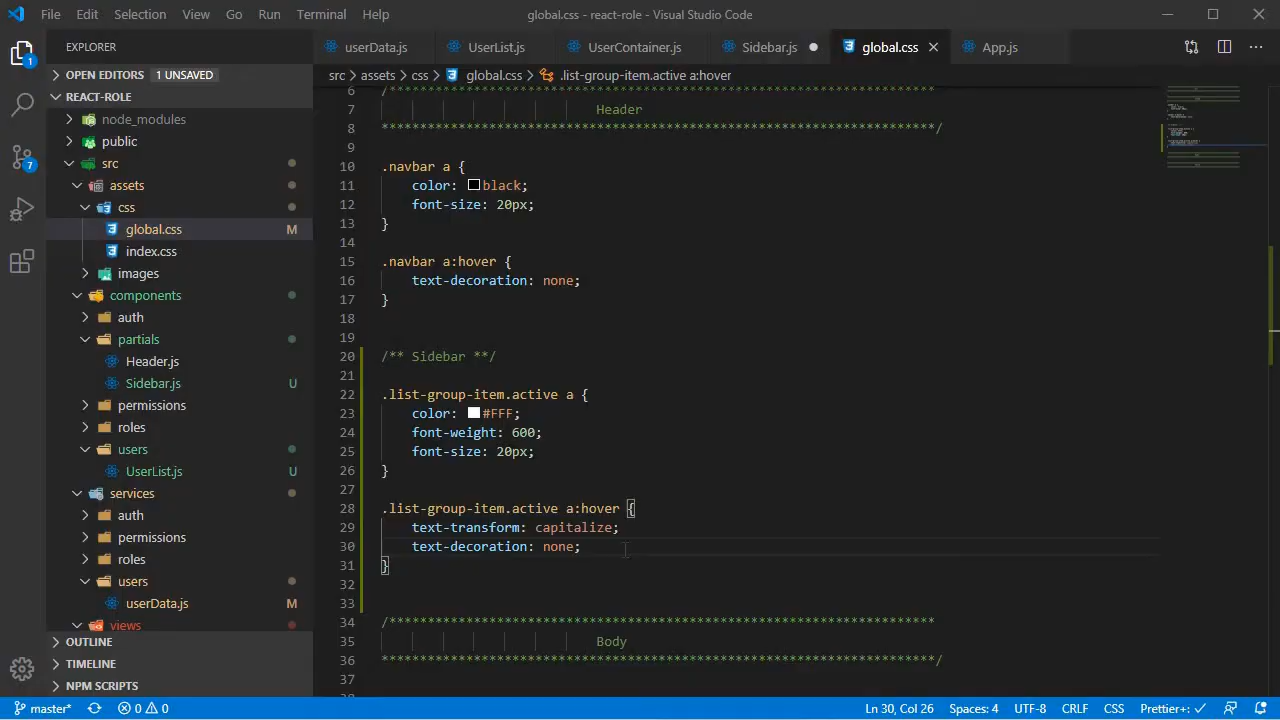 File Edit Selection View Go Run Terminal Help
global.css - react-role - Visual Studio Code
EXPLORER
OPEN EDITORS 1 UNSAVED
REACT-ROLE
node_modules
public
src
assets
css
global.css M
index.css
images
components
auth
partials
Header.js
Sidebar.js U
permissions
roles
users
UserList.js U
services
auth
permissions
roles
users
userData.js M
views
OUTLINE
TIMELINE
NPM SCRIPTS
1
7
userData.js UserList.js UserContainer.js Sidebar.js global.css App.js
src > assets > css > global.css > .list-group-item.active a:hover
6 /***********************************************************************
7 Header
8 ************************************************************************/
9
10 .navbar a {
11 color: black;
12 font-size: 20px;
13 }
14
15 .navbar a:hover {
16 text-decoration: none;
17 }
18
19
20 /** Sidebar **/
21
22 .list-group-item.active a {
23 color: #FFF;
24 font-weight: 600;
25 font-size: 20px;
26 }
27
28 .list-group-item.active a:hover {
29 text-transform: capitalize;
30 text-decoration: none;
31 }
32
33
34 /***********************************************************************
35 Body
36 ************************************************************************/
37
38
master* 0 0 Ln 30, Col 26 Spaces: 4 UTF-8 CRLF CSS Prettier+: